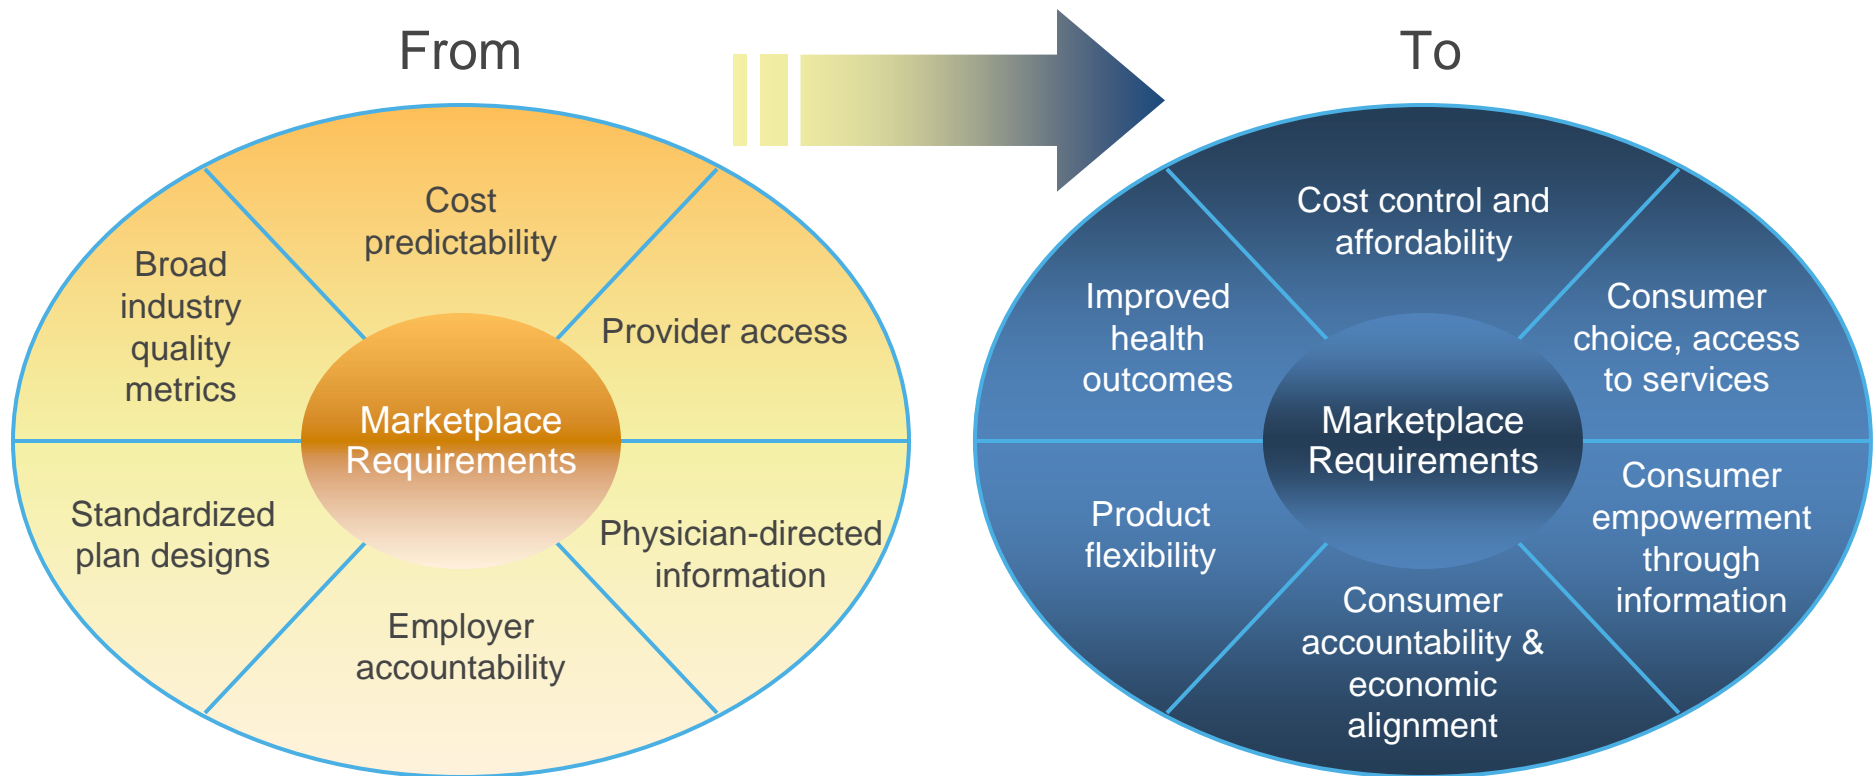 From
To
Cost
predictability
Broad
industry
quality
metrics
Provider access
Marketplace
Requirements
Standardized
plan designs
Physician-directed
information
Employer
accountability
Cost control and
affordability
Improved
health
outcomes
Consumer
choice, access
to services
Marketplace
Requirements
Product
flexibility
Consumer
empowerment
through
information
Consumer
accountability &
economic
alignment